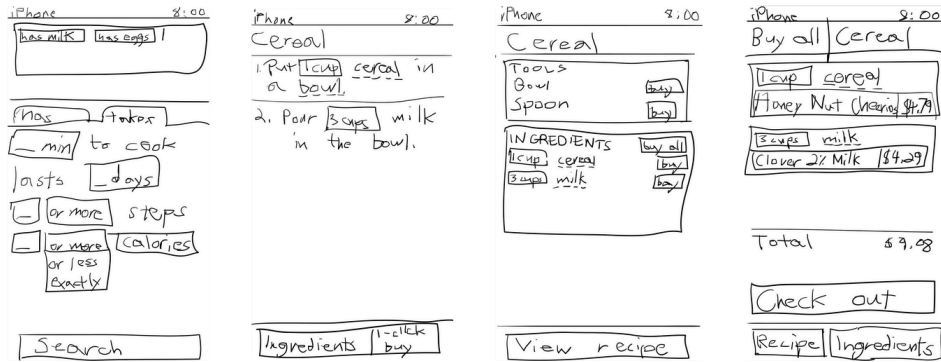 iPhone 8:00
has milk has eggs
has takes
_ min to cook
lasts _ days
_ or more steps
_ or more calories
or less
exactly
Search
iPhone 8:00
Cereal
1. Put 1 cup cereal in
a bowl.
2. Pour 3 cups milk
in the bowl.
Ingredients 1-click
buy
iPhone 8:00
Cereal
TOOLS
Bowl buy
Spoon buy
INGREDIENTS buy all
1 cup cereal buy
3 cups milk buy
View recipe
iPhone 8:00
Buy all Cereal
1 cup cereal
Honey Nut Cheerios $4.79
3 cups milk
Clover 2% Milk $4.29
Total $9.08
Check out
Recipe Ingredients